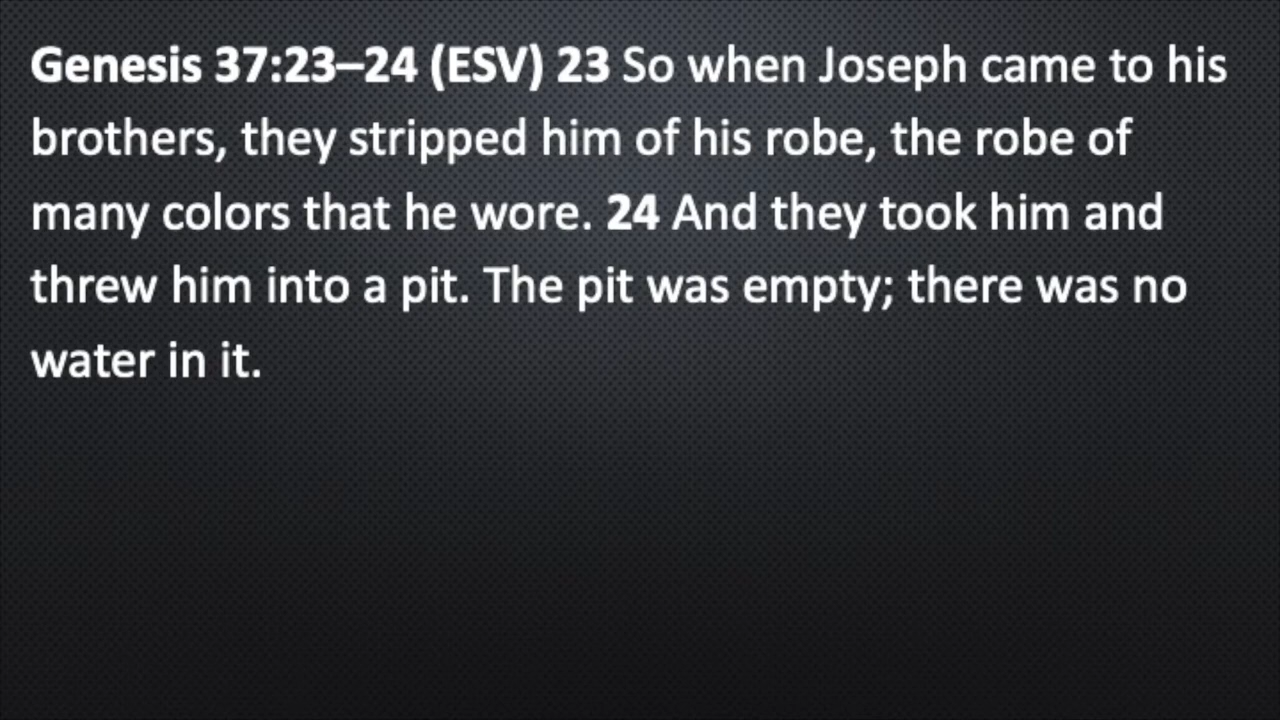 Genesis 37:23–24 (ESV) 23 So when Joseph came to his
brothers, they stripped him of his robe, the robe of
many colors that he wore. 24 And they took him and
threw him into a pit. The pit was empty; there was no
water in it.